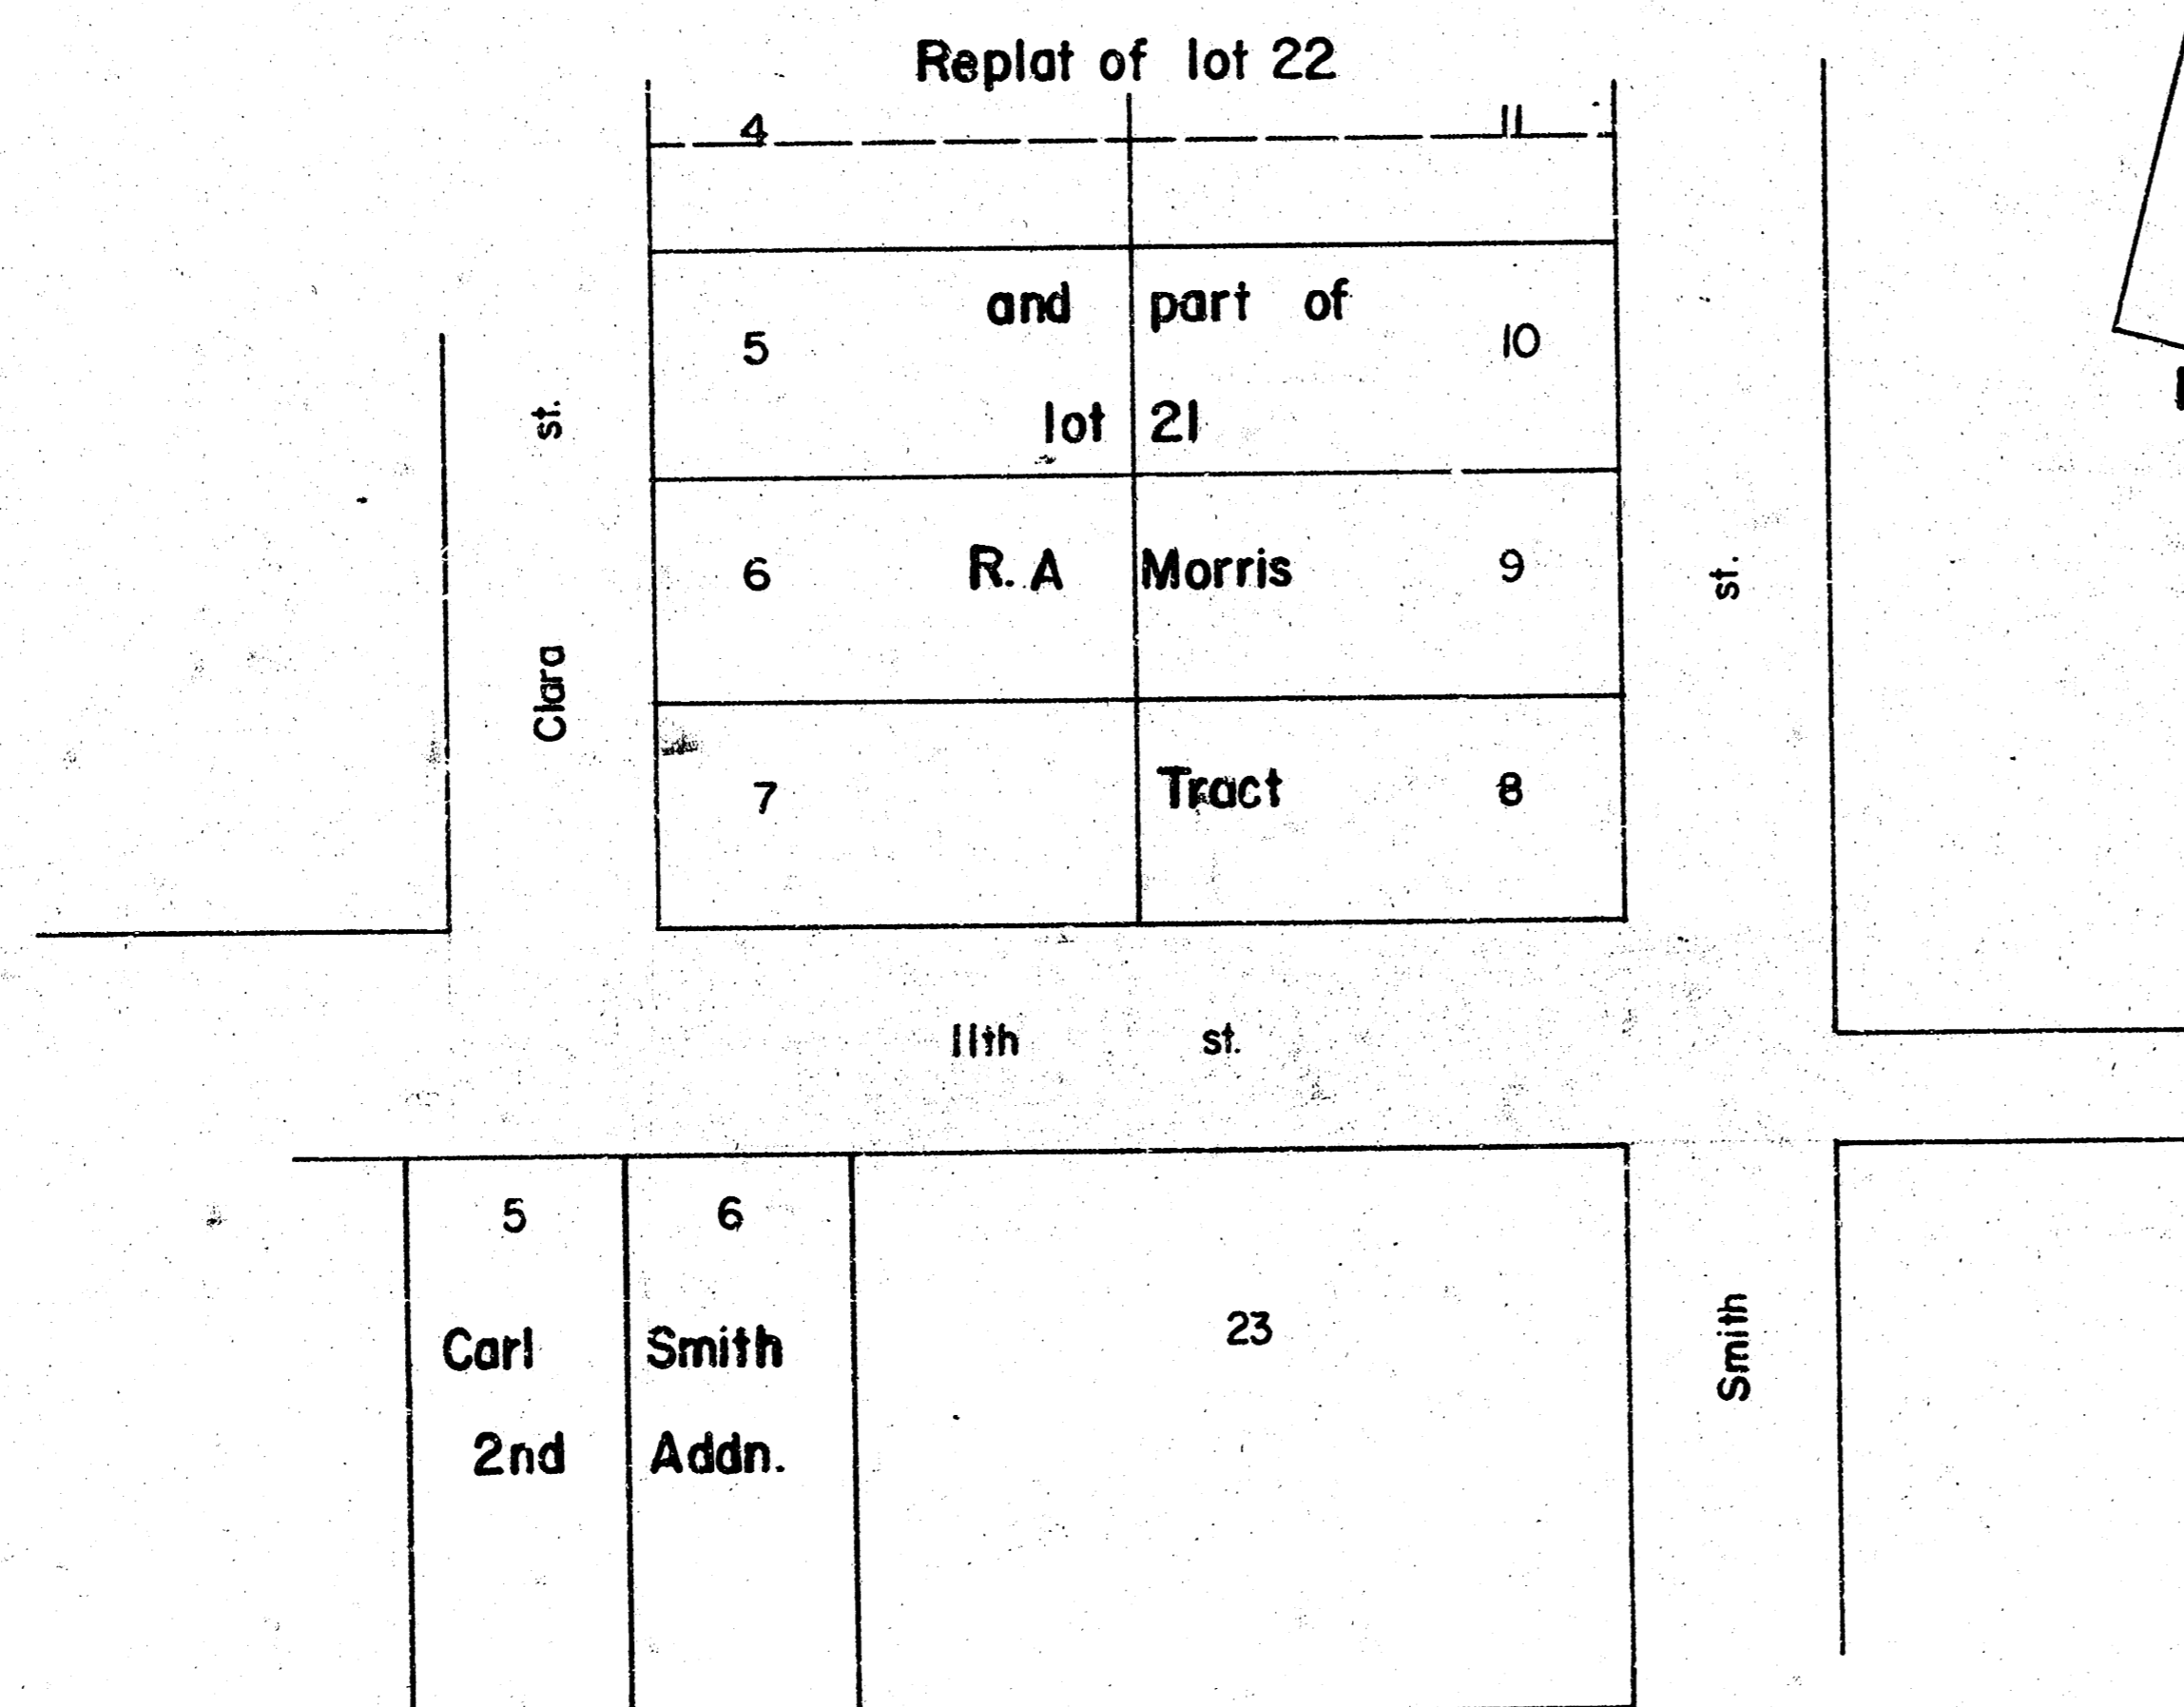 Replat of lot 22
4 11
and part of
5 10
lot 21
6 R. A Morris 9
7 Tract 8
Clara st.
Smith st.
11th st.
5 6
Carl Smith
2nd Addn.
23